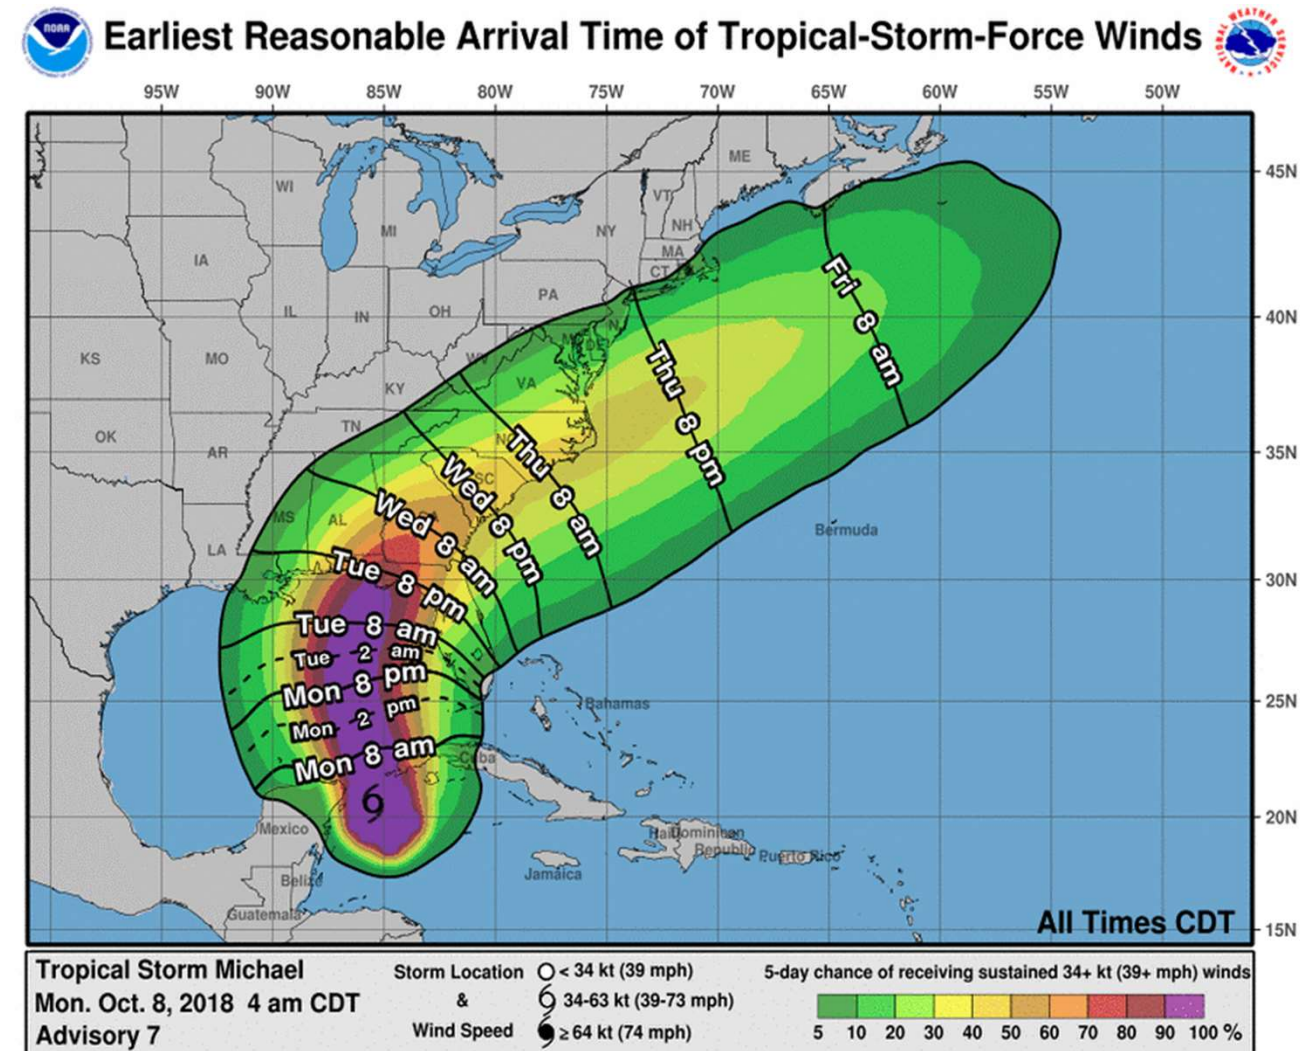 NOAA
Earliest Reasonable Arrival Time of Tropical-Storm-Force Winds
NATIONAL WEATHER SERVICE
95W 90W 85W 80W 75W 70W 65W 60W 55W 50W
ME
45N
WI
VT
MI
NY
NH
MA
IA
CT
Fri 8 am
PA
IL
IN
OH
40N
KS
MO
WV
VA
Thu 8 pm
KY
OK
TN
AR
NC
Thu 8 am
35N
SC
Wed 8 pm
MS
AL
Wed 8 am
Bermuda
LA
Tue 8 pm
30N
Tue 8 am
Tue 2 am
Mon 8 pm
Bahamas
25N
Mon 2 pm
Mon 8 am
Cuba
Mexico
20N
Haiti
Dominican
Republic
Puerto Rico
Jamaica
Belize
Guatemala
All Times CDT
15N
Tropical Storm Michael
Mon. Oct. 8, 2018 4 am CDT
Advisory 7
Storm Location
&
Wind Speed
< 34 kt (39 mph)
34-63 kt (39-73 mph)
≥ 64 kt (74 mph)
5-day chance of receiving sustained 34+ kt (39+ mph) winds
5 10 20 30 40 50 60 70 80 90 100 %